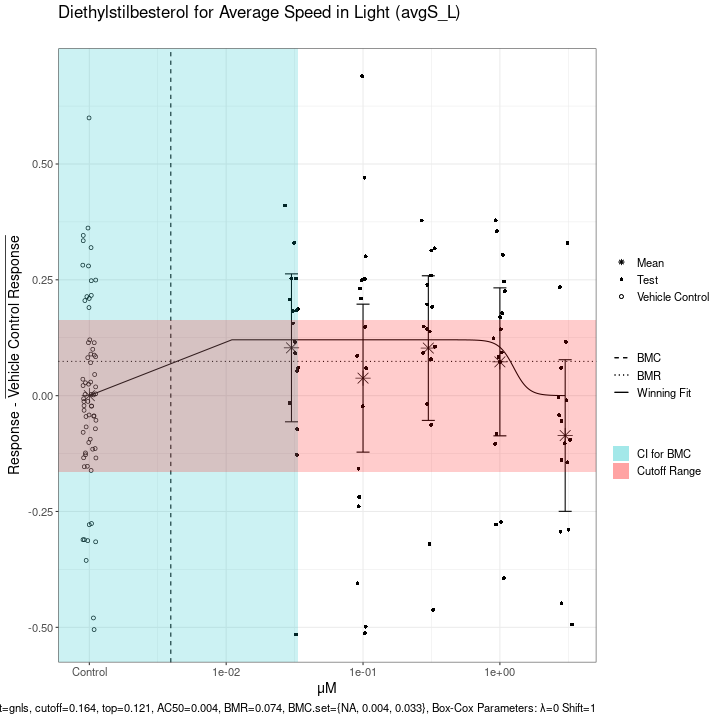 Diethylstilbesterol for Average Speed in Light (avgS_L)
Response - Vehicle Control Response
0.50
0.25
0.00
-0.25
-0.50
Control
1e-02
1e-01
1e+00
μM
Mean
Test
Vehicle Control
BMC
BMR
Winning Fit
CI for BMC
Cutoff Range
t=gnls, cutoff=0.164, top=0.121, AC50=0.004, BMR=0.074, BMC.set={NA, 0.004, 0.033}, Box-Cox Parameters: λ=0 Shift=1